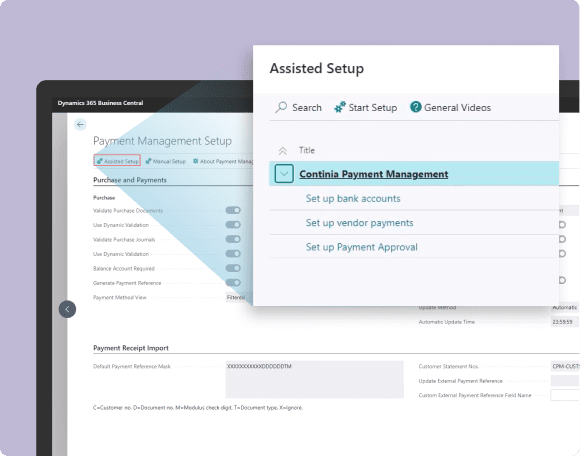 Assisted Setup
Search Start Setup General Videos
Title
Continia Payment Management
Set up bank accounts
Set up vendor payments
Set up Payment Approval
Dynamics 365 Business Central
Payment Management Setup
Assisted Setup Manual Setup About Payment
Purchase and Payments
Purchase
Validate Purchase Documents
Use Dynamic Validation
Validate Purchase Journals
Use Dynamic Validation
Balance Account Required
Generate Payment Reference
Payment Method View
Update Method Automatic
Automatic Update Time 23:59:59
Payment Receipt Import
Default Payment Reference Mask XXXXXXXXXXXDDDDDDTM Customer Statement Nos. CPM-CUST
Update External Payment Reference
Custom External Payment Reference Field Name
C=Customer no. D=Document no. M=Modulus check digit. T=Document type. X=Ignore.